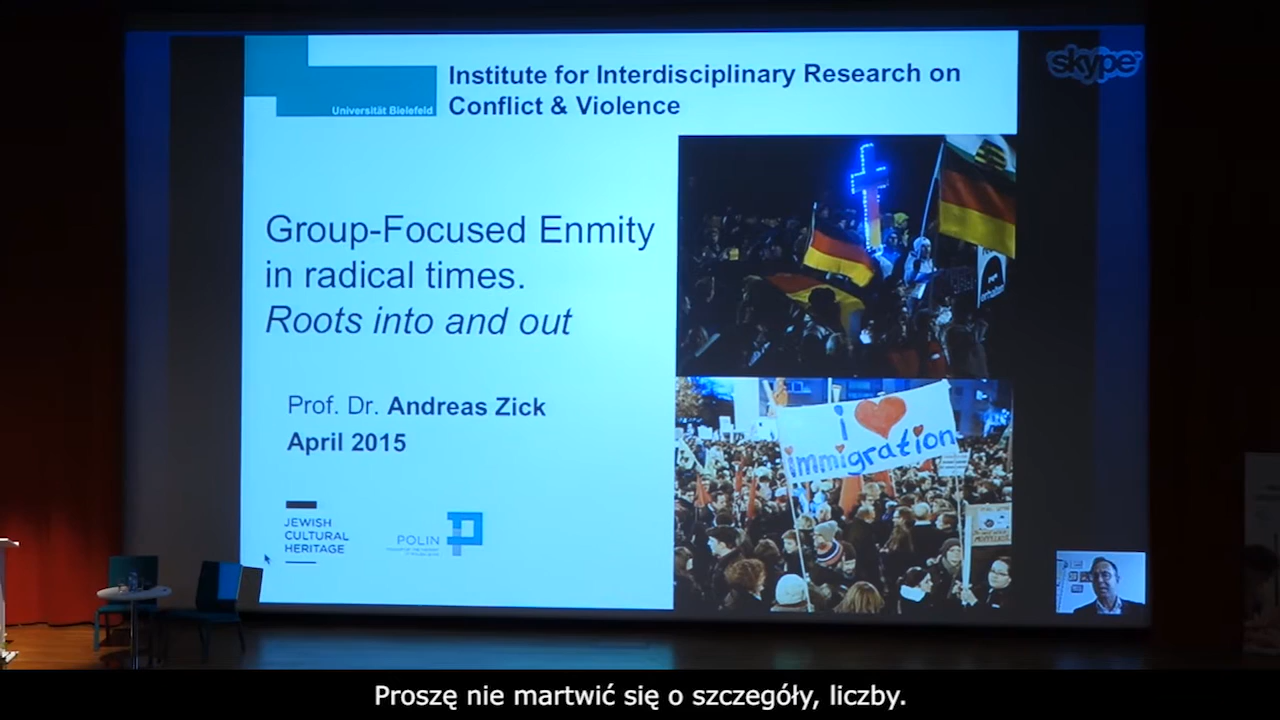 Institute for Interdisciplinary Research on
Conflict & Violence
Universität Bielefeld
skype
Group-Focused Enmity
in radical times.
Roots into and out
Prof. Dr. Andreas Zick
April 2015
JEWISH
CULTURAL
HERITAGE
POLIN
erhalten
i
immigration
Proszę nie martwić się o szczegóły, liczby.